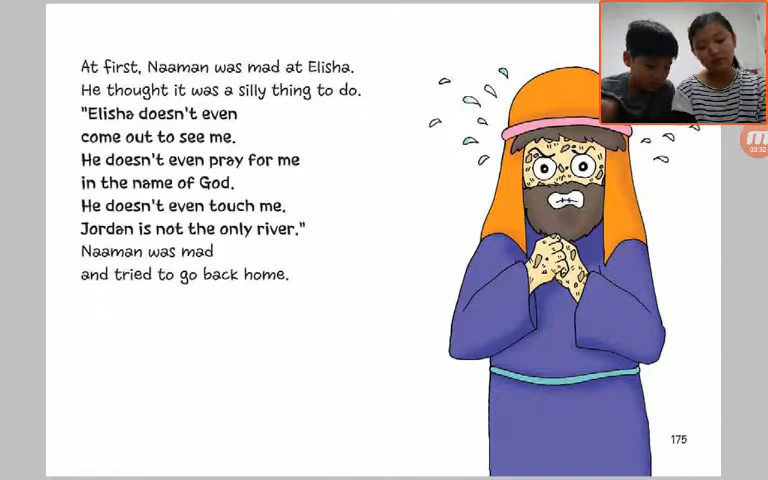 At first, Naaman was mad at Elisha.
He thought it was a silly thing to do.
"Elisha doesn't even
come out to see me.
He doesn't even pray for me
in the name of God.
He doesn't even touch me.
Jordan is not the only river."
Naaman was mad
and tried to go back home.
175
03:32